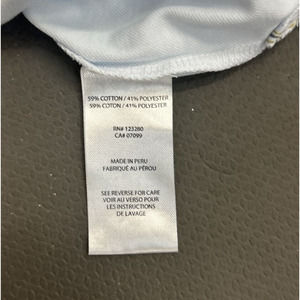 59% COTTON / 41% POLYESTER
59% COTTON / 41% POLYESTER
RN# 123280
CA# 07099
MADE IN PERU
FABRIQUÉ AU PÉROU
SEE REVERSE FOR CARE
VOIR AU VERSO POUR
LES INSTRUCTIONS
DE LAVAGE